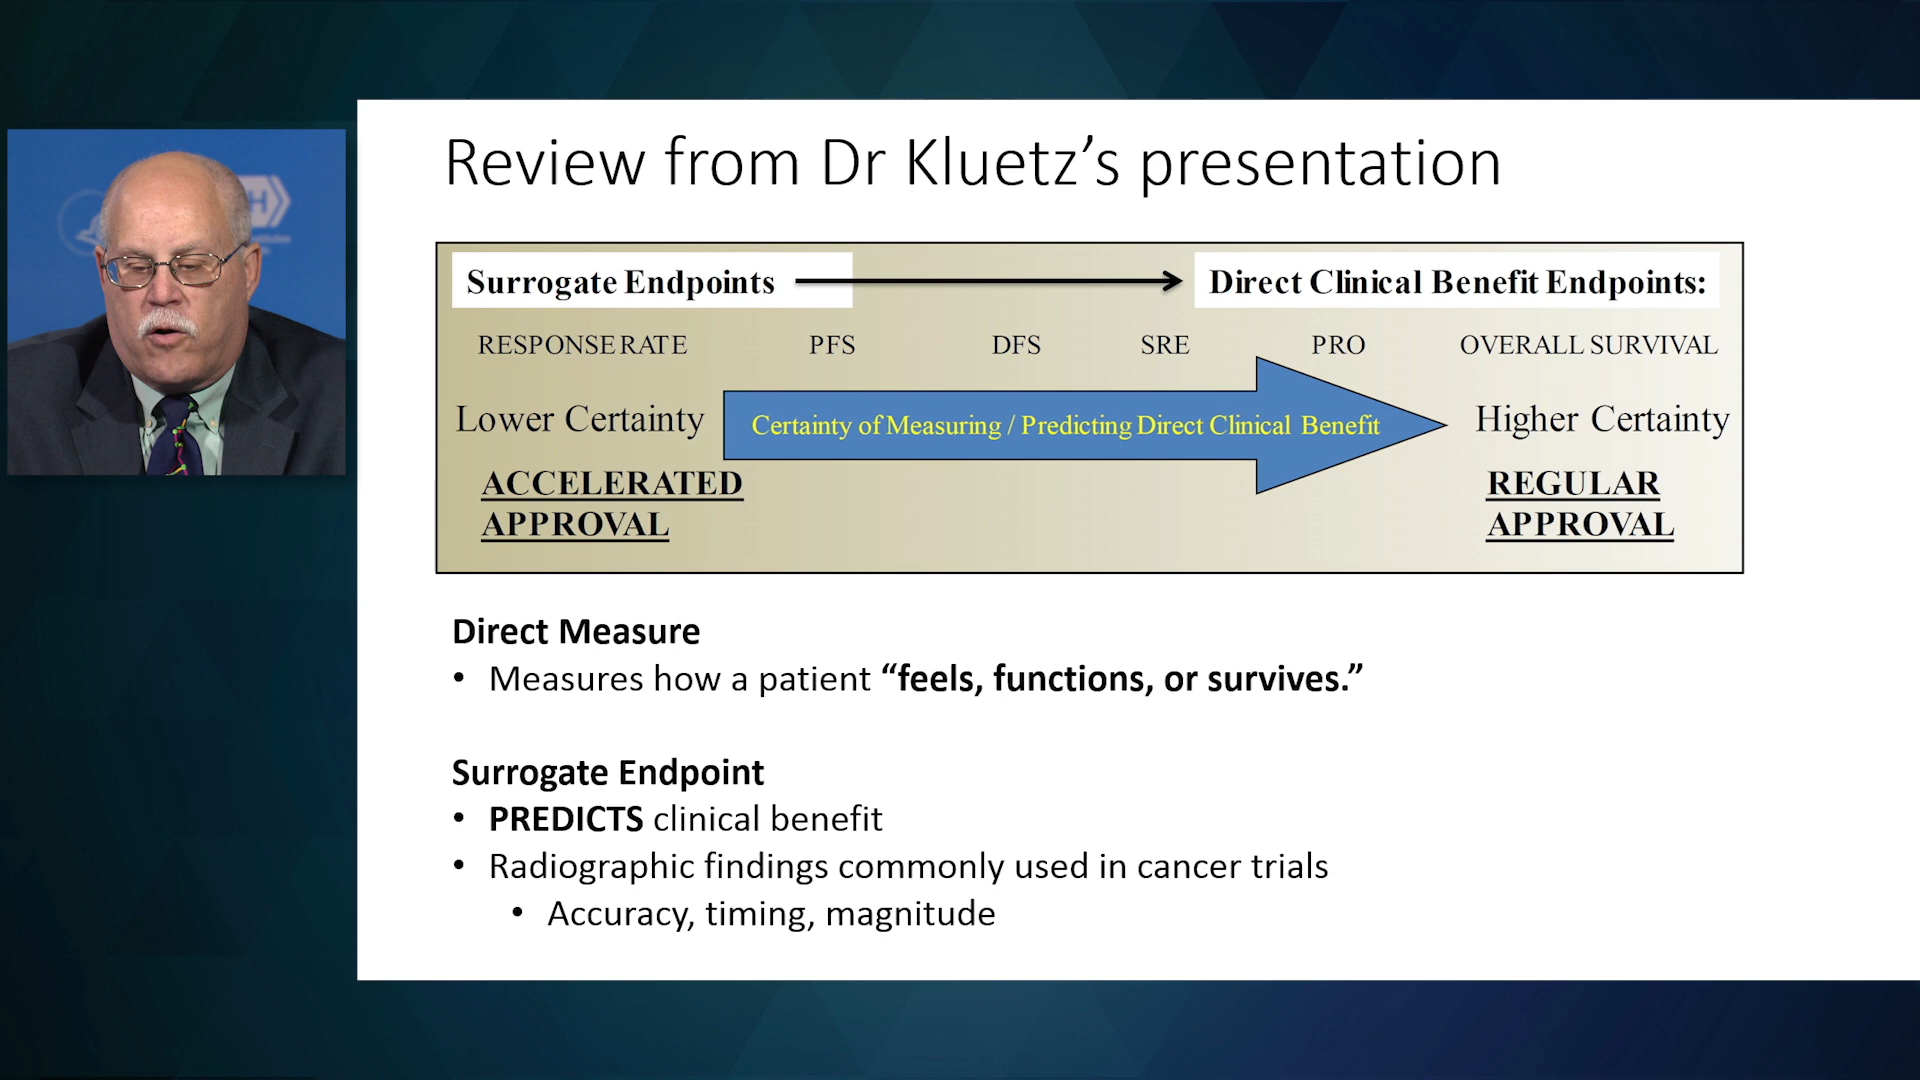 Review from Dr Kluetz’s presentation
Surrogate Endpoints
Direct Clinical Benefit Endpoints:
RESPONSE RATE PFS DFS SRE PRO OVERALL SURVIVAL
Lower Certainty
Certainty of Measuring / Predicting Direct Clinical Benefit
Higher Certainty
ACCELERATED
APPROVAL
REGULAR
APPROVAL
Direct Measure
• Measures how a patient “feels, functions, or survives.”
Surrogate Endpoint
• PREDICTS clinical benefit
• Radiographic findings commonly used in cancer trials
• Accuracy, timing, magnitude